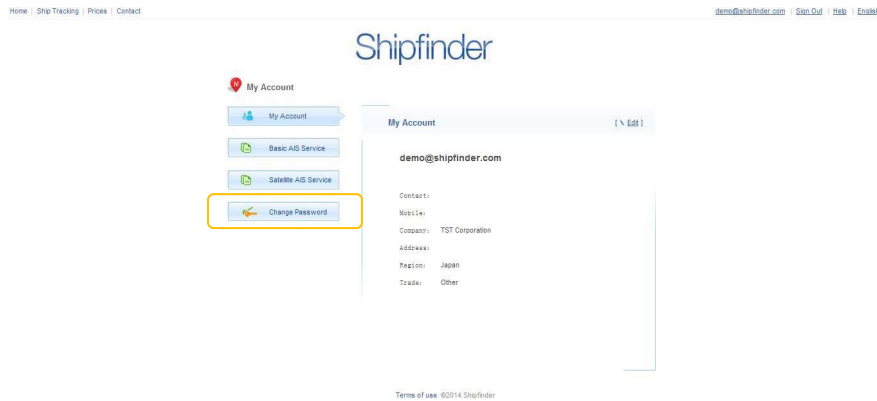 Home | Ship Tracking | Prices | Contact
demo@shipfinder.com | Sign Out | Help | English
Shipfinder
M My Account
My Account
Basic AIS Service
Satellite AIS Service
Change Password
My Account
[ Edit ]
demo@shipfinder.com
Contact:
Mobile:
Company: TST Corporation
Address:
Region: Japan
Trade: Other
Terms of use ©2014 Shipfinder